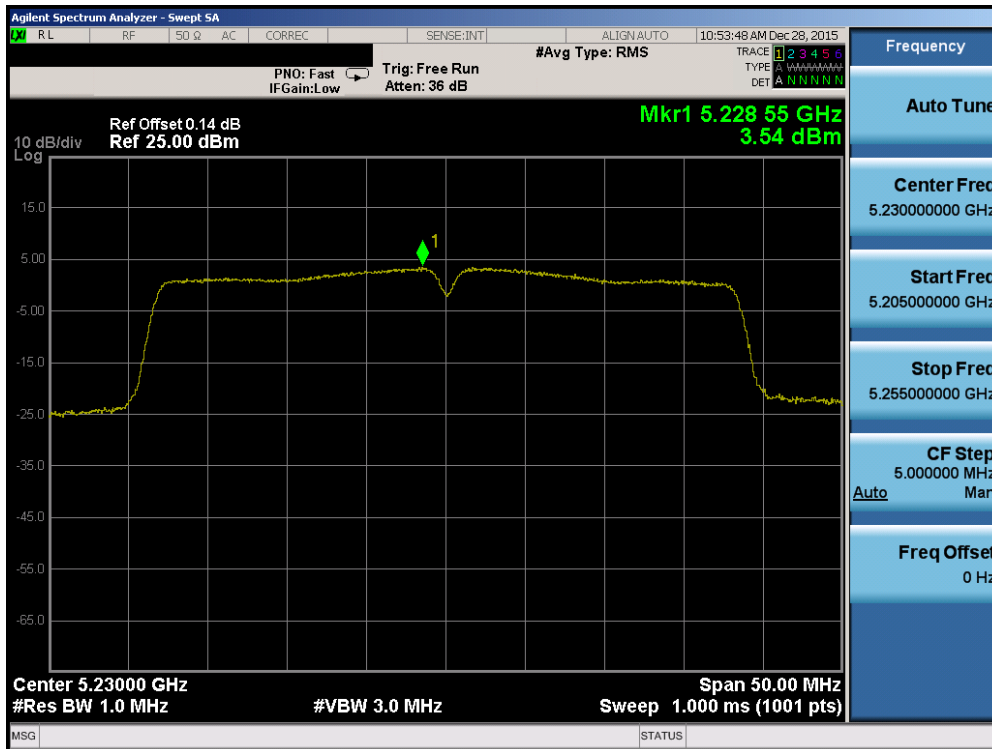 Agilent Spectrum Analyzer - Swept SA
LXI RL RF 50 Ω AC CORREC SENSE:INT ALIGN AUTO 10:53:48 AM Dec 28, 2015
#Avg Type: RMS
TRACE 1 2 3 4 5 6
TYPE A WWWWW
DET A N N N N N
PNO: Fast
IFGain:Low
Trig: Free Run
Atten: 36 dB
Mkr1 5.228 55 GHz
3.54 dBm
Ref Offset 0.14 dB
10 dB/div Ref 25.00 dBm
Log
15.0
5.00
-5.00
-15.0
-25.0
-35.0
-45.0
-55.0
-65.0
1
Center 5.23000 GHz Span 50.00 MHz
#Res BW 1.0 MHz #VBW 3.0 MHz Sweep 1.000 ms (1001 pts)
MSG STATUS
Frequency
Auto Tune
Center Freq
5.230000000 GHz
Start Freq
5.205000000 GHz
Stop Freq
5.255000000 GHz
CF Step
5.000000 MHz
Auto Man
Freq Offset
0 Hz